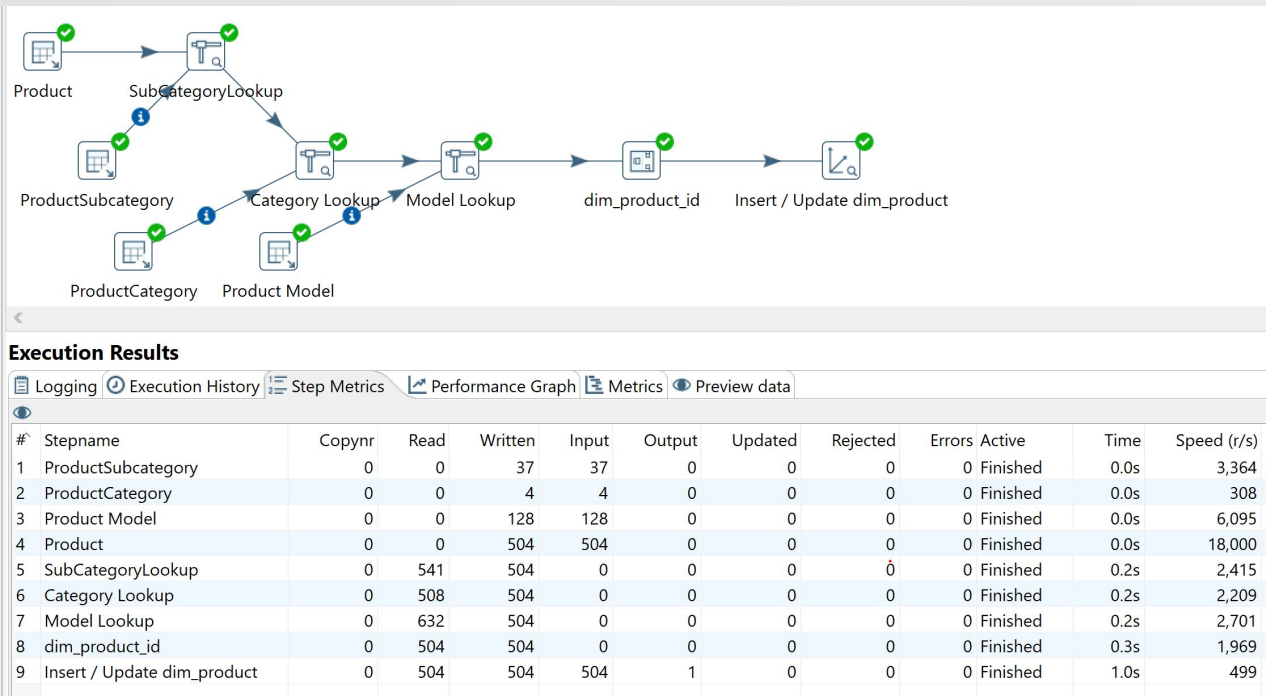 Product
SubCategoryLookup
ProductSubcategory
Category Lookup
Model Lookup
dim_product_id
Insert / Update dim_product
ProductCategory
Product Model
Execution Results
Logging Execution History Step Metrics Performance Graph Metrics Preview data
# Stepname Copynr Read Written Input Output Updated Rejected Errors Active Time Speed (r/s)
1 ProductSubcategory 0 0 37 37 0 0 0 0 Finished 0.0s 3,364
2 ProductCategory 0 0 4 4 0 0 0 0 Finished 0.0s 308
3 Product Model 0 0 128 128 0 0 0 0 Finished 0.0s 6,095
4 Product 0 0 504 504 0 0 0 0 Finished 0.0s 18,000
5 SubCategoryLookup 0 541 504 0 0 0 0 0 Finished 0.2s 2,415
6 Category Lookup 0 508 504 0 0 0 0 0 Finished 0.2s 2,209
7 Model Lookup 0 632 504 0 0 0 0 0 Finished 0.2s 2,701
8 dim_product_id 0 504 504 0 0 0 0 0 Finished 0.3s 1,969
9 Insert / Update dim_product 0 504 504 504 1 0 0 0 Finished 1.0s 499